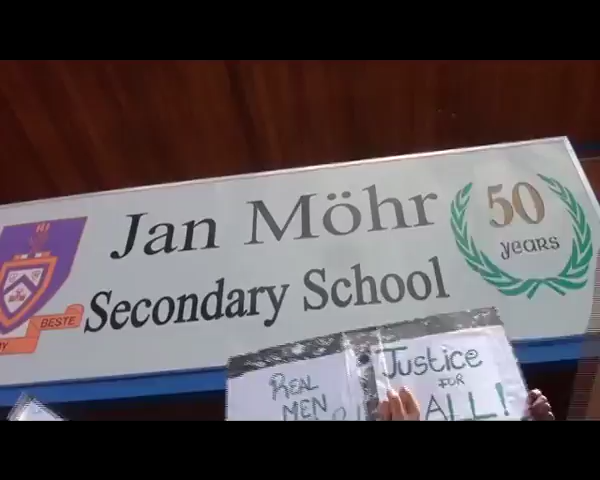 Jan Möhr
Secondary School
50
years
BESTE
REAL
MEN
Justice
FOR
ALL!